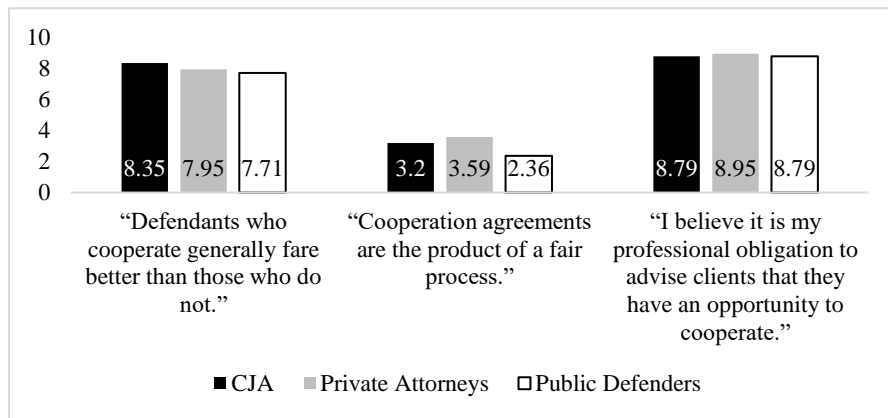 10
8
6
4
2
0
8.35 7.95 7.71
3.2 3.59 2.36
8.79 8.95 8.79
“Defendants who
cooperate generally fare
better than those who do
not.”
“Cooperation agreements
are the product of a fair
process.”
“I believe it is my
professional obligation to
advise clients that they
have an opportunity to
cooperate.”
CJA Private Attorneys Public Defenders